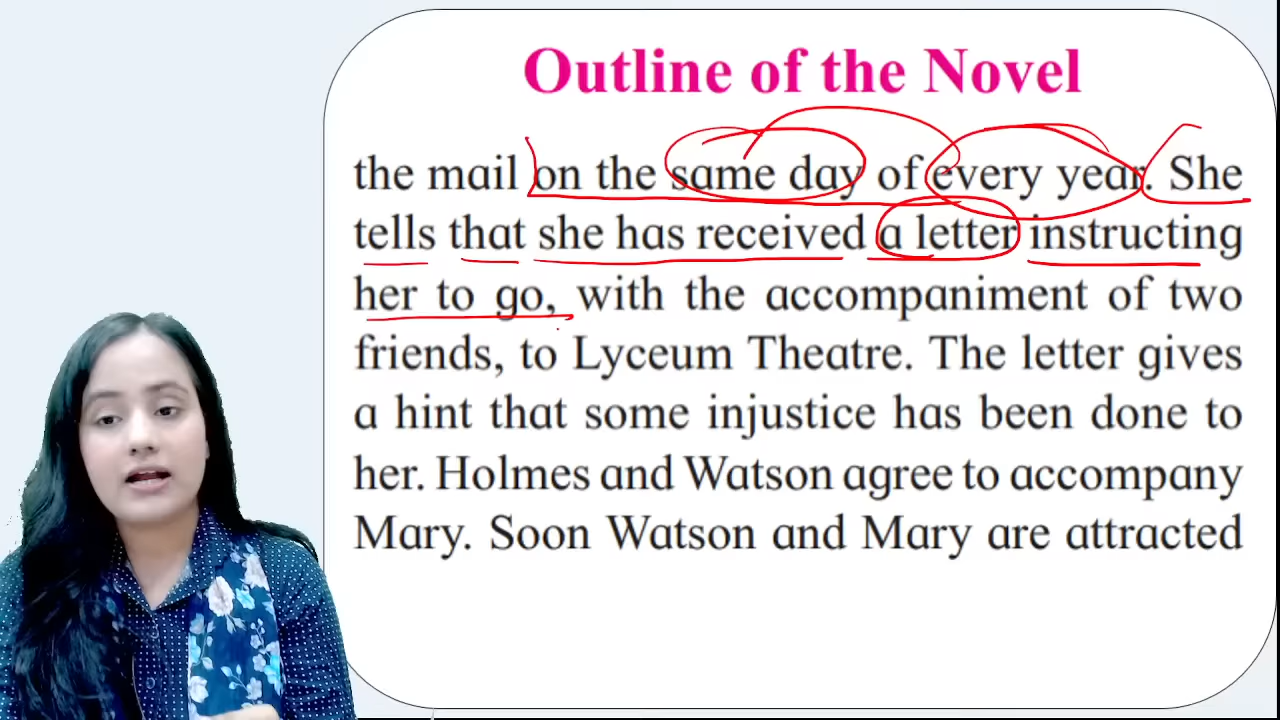 Outline of the Novel
the mail on the same day of every year. She
tells that she has received a letter instructing
her to go, with the accompaniment of two
friends, to Lyceum Theatre. The letter gives
a hint that some injustice has been done to
her. Holmes and Watson agree to accompany
Mary. Soon Watson and Mary are attracted